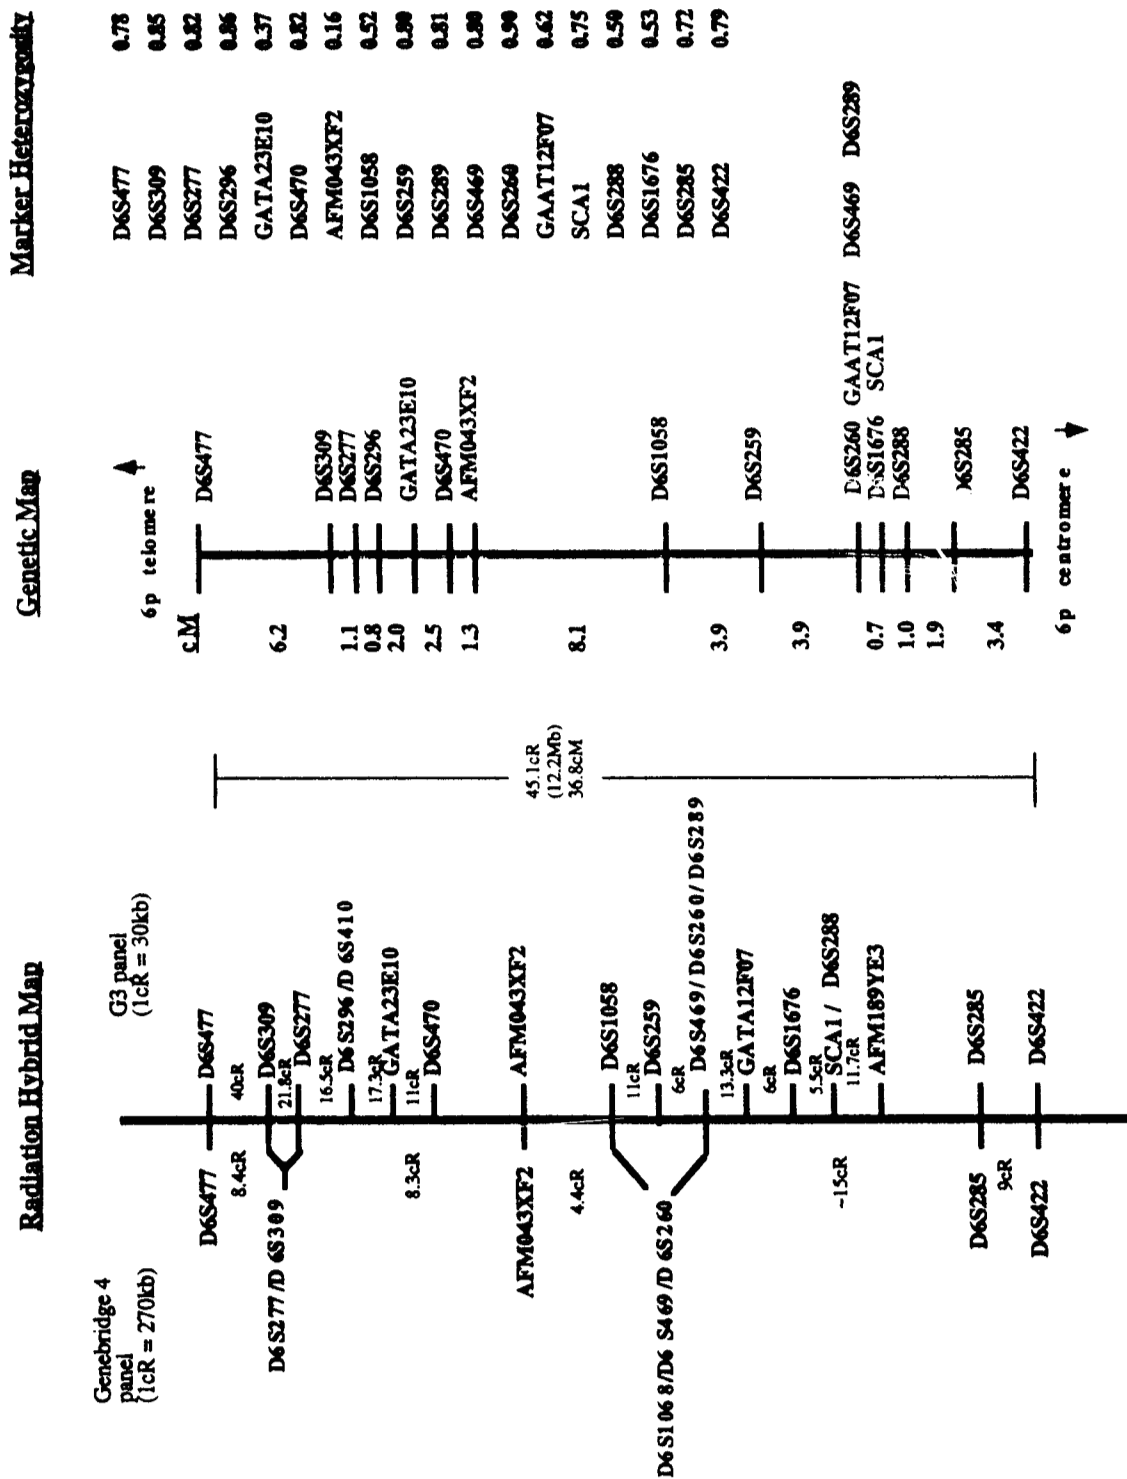 Radiation Hybrid Map
Genebridge 4
panel
(1cR = 270kb)
G3 panel
(1cR = 30kb)
D6S477
8.4cR
D6S277/D6S309
8.3cR
AFM043XF2
4.4cR
D6S1068/D6S469/D6S260
~15cR
D6S285
9cR
D6S422
D6S477
40cR
D6S309
21.8cR
D6S277
16.5cR
D6S296/D6S410
17.3cR
GATA23E10
11cR
D6S470
AFM043XF2
D6S1058
11cR
D6S259
6cR
D6S469/D6S260/D6S289
13.3cR
GATA12F07
6cR
D6S1676
5.5cR
SCA1/ D6S288
11.7cR
AFM189YE3
D6S285
D6S422
45.1cR
(12.2Mb)
36.8cM
Genetic Map
cM
6p telomere
D6S477
6.2
D6S309
1.1
D6S277
0.8
D6S296
2.0
GATA23E10
2.5
D6S470
1.3
AFM043XF2
8.1
D6S1058
3.9
D6S259
3.9
D6S260 GAAT12F07 D6S469 D6S289
0.7
D6S1676 SCA1
1.0
D6S288
1.9
D6S285
3.4
D6S422
6p centromere
Marker Heterozygosity
D6S477 0.78
D6S309 0.85
D6S277 0.82
D6S296 0.86
GATA23E10 0.37
D6S470 0.82
AFM043XF2 0.16
D6S1058 0.52
D6S259 0.80
D6S289 0.81
D6S469 0.80
D6S260 0.90
GAAT12F07 0.62
SCA1 0.75
D6S288 0.50
D6S1676 0.53
D6S285 0.72
D6S422 0.79